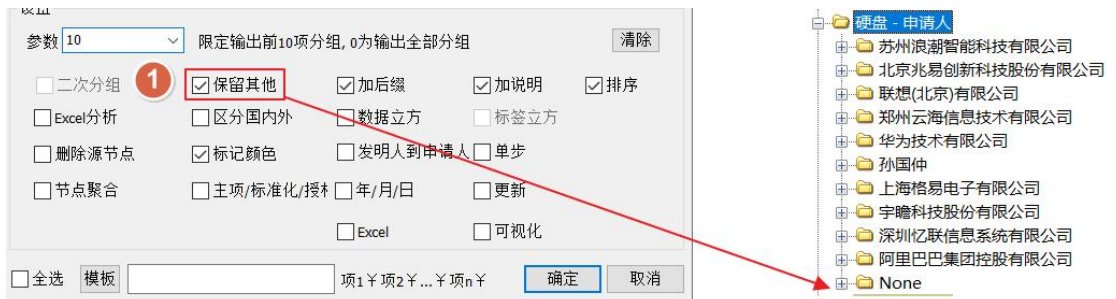 参数 10 限定输出前10项分组, 0为输出全部分组 清除
二次分组 1 保留其他 加后缀 加说明 排序
Excel分析 区分国内外 数据立方 标签立方
删除源节点 标记颜色 发明人到申请人 单步
节点聚合 主项/标准化/授权 年/月/日 更新
Excel 可视化
全选 模板 项1￥项2￥...￥项n￥ 确定 取消
硬盘 - 申请人
苏州浪潮智能科技有限公司
北京兆易创新科技股份有限公司
联想(北京)有限公司
郑州云海信息技术有限公司
华为技术有限公司
孙国仲
上海格易电子有限公司
宇瞻科技股份有限公司
深圳忆联信息系统有限公司
阿里巴巴集团控股有限公司
None